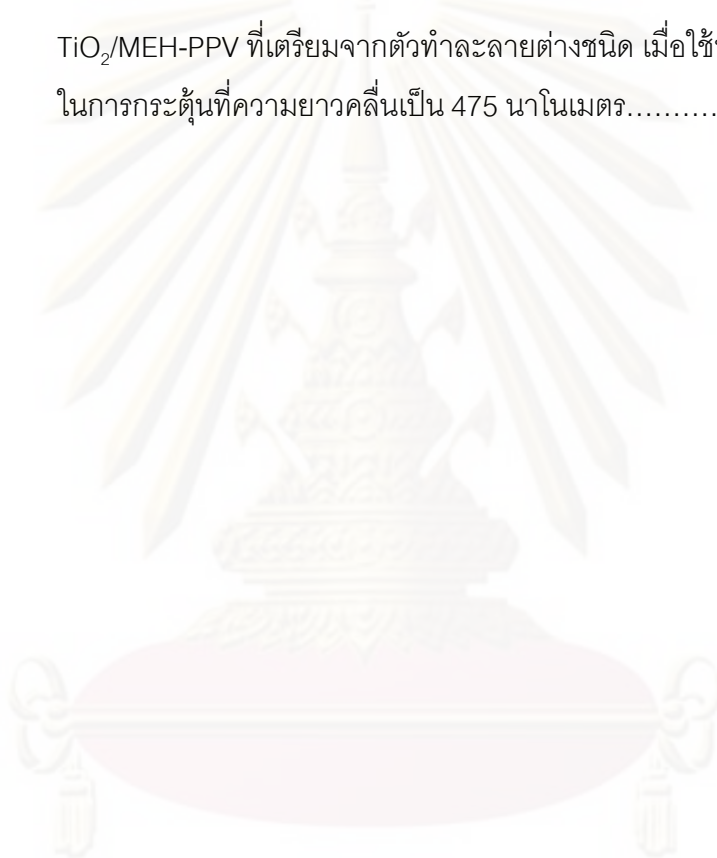 TiO₂/MEH-PPV ที่เตรียมจากตัวทำละลายต่างชนิด เมื่อใช้
ในการกระตุ้นที่ความยาวคลื่นเป็น 475 นาโนเมตร..........